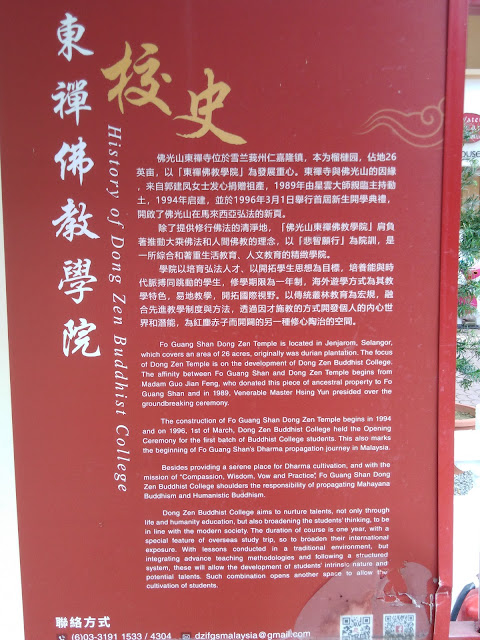 東禪佛教學院
校史
History of Dong Zen Buddhist College
佛光山東禪寺位於雪兰莪州仁嘉隆鎮，本为榴槤园，佔地26
英亩，以「東禪佛教學院」為發展重心。東禪寺與佛光山的因緣
，来自郭建风女士发心捐贈祖產，1989年由星雲大師親臨主持動
土，1994年启建，並於1996年3月1日舉行首屆新生開學典禮，
開啟了佛光山在馬來西亞弘法的新頁。
除了提供修行佛法的清淨地，「佛光山東禪佛教學院」肩負
著推動大乘佛法和人間佛教的理念，以「悲智願行」為院訓，是
一所綜合和著重生活教育、人文教育的精緻學院。
學院以培育弘法人才、以開拓學生思想為目標，培養能與時
代脈搏同跳動的學生，修學期限為一年制，海外遊學方式為其教
學特色，易地教學，開拓國際視野。以傳統叢林教育為宏規，融
合先進教學制度與方法，透過因才施教的方式開發個人的內心世
界和潛能，為紅塵赤子而開闢的另一種修心陶冶的空間。
Fo Guang Shan Dong Zen Temple is located in Jenjarom, Selangor,
which covers an area of 26 acres, originally was durian plantation. The focus
of Dong Zen Temple is on the development of Dong Zen Buddhist College.
The affinity between Fo Guang Shan and Dong Zen Temple begins from
Madam Guo Jian Feng, who donated this piece of ancestral property to Fo
Guang Shan and in 1989, Venerable Master Hsing Yun presided over the
groundbreaking ceremony.
The construction of Fo Guang Shan Dong Zen Temple begins in 1994
and on 1996, 1st of March, Dong Zen Buddhist College held the Opening
Ceremony for the first batch of Buddhist College students. This also marks
the beginning of Fo Guang Shan's Dharma propagation journey in Malaysia.
Besides providing a serene place for Dharma cultivation, and with the
mission of "Compassion, Wisdom, Vow and Practice", Fo Guang Shan Dong
Zen Buddhist College shoulders the responsibility of propagating Mahayana
Buddhism and Humanistic Buddhism.
Dong Zen Buddhist College aims to nurture talents, not only through
life and humanity education, but also broadening the students' thinking, to be
in line with the modern society. The duration of course is one year, with a
special feature of overseas study trip, so to broaden their international
exposure. With lessons conducted in a traditional environment, but
integrating advance teaching methodologies and following a structured
system, these will allow the development of students' intrinsic nature and
potential talents. Such combination opens another space to allow the
cultivation of students.
聯絡方式
(6)03-3191 1533 / 4304 dzifgsmalaysia@gmail.com